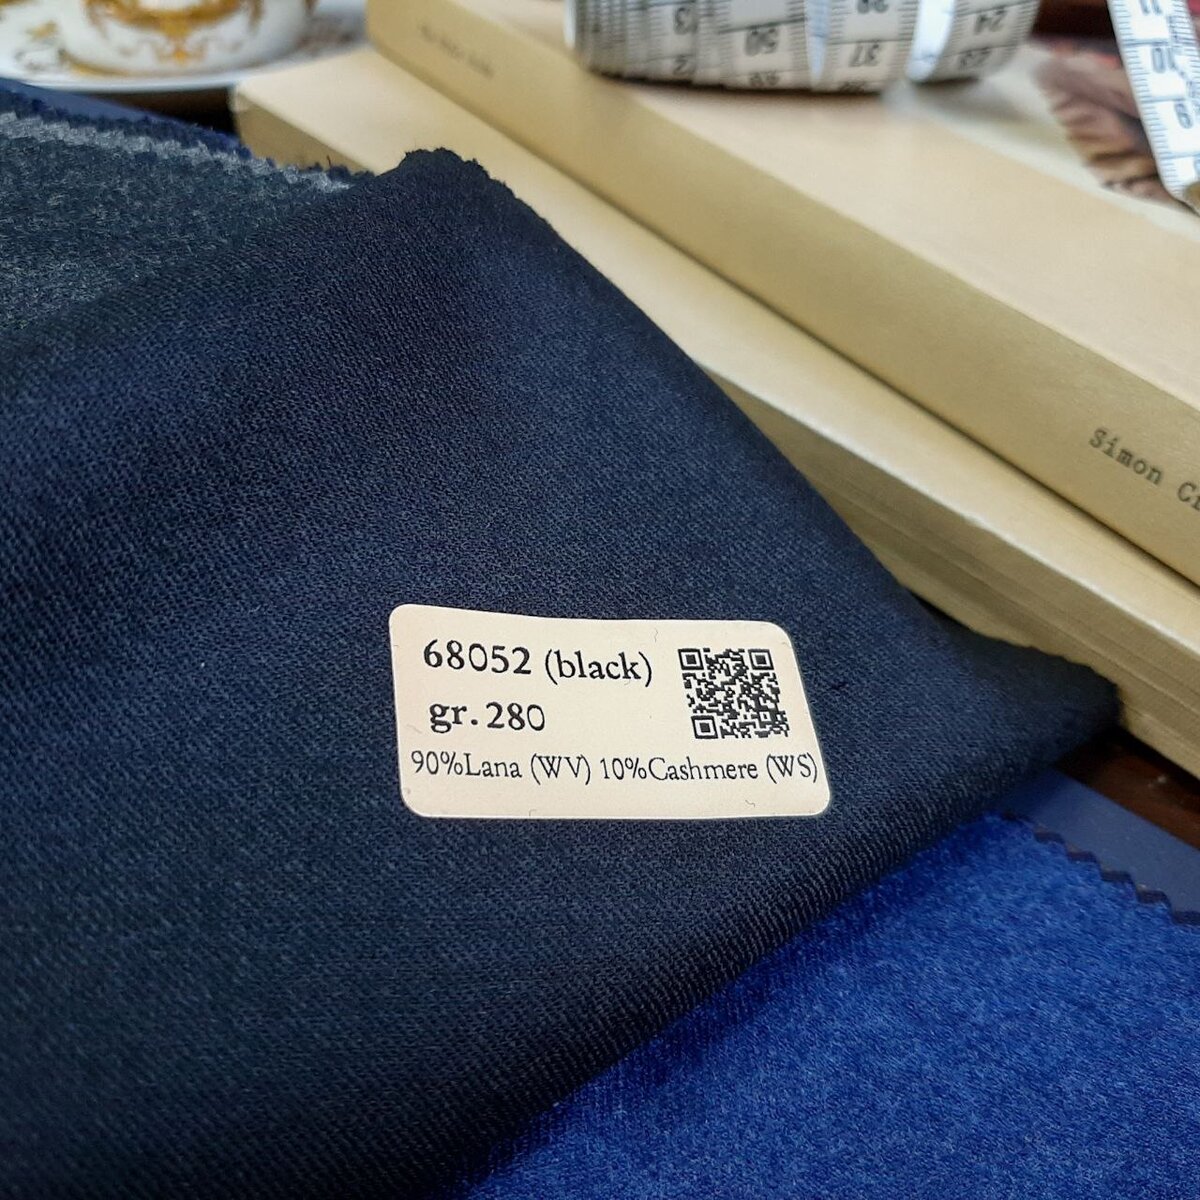 68052 (black)
gr. 280
90%Lana (WV) 10%Cashmere (WS)
Simon